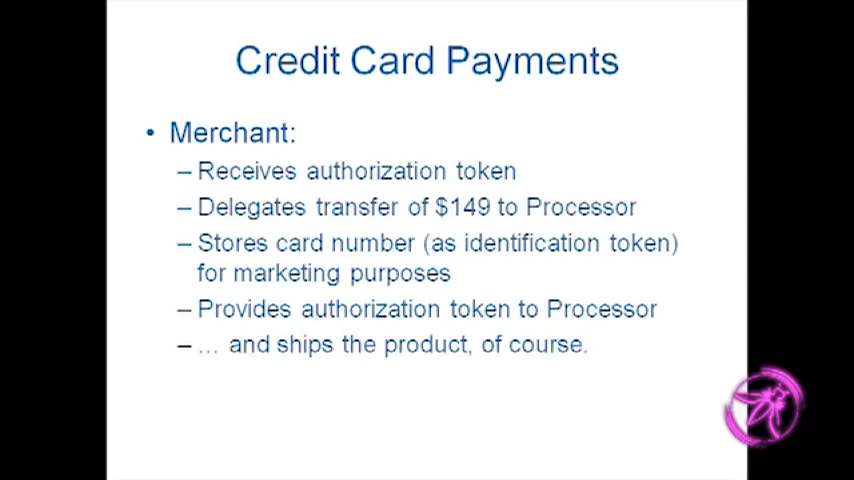 Credit Card Payments
• Merchant:
– Receives authorization token
– Delegates transfer of $149 to Processor
– Stores card number (as identification token)
for marketing purposes
– Provides authorization token to Processor
– ... and ships the product, of course.